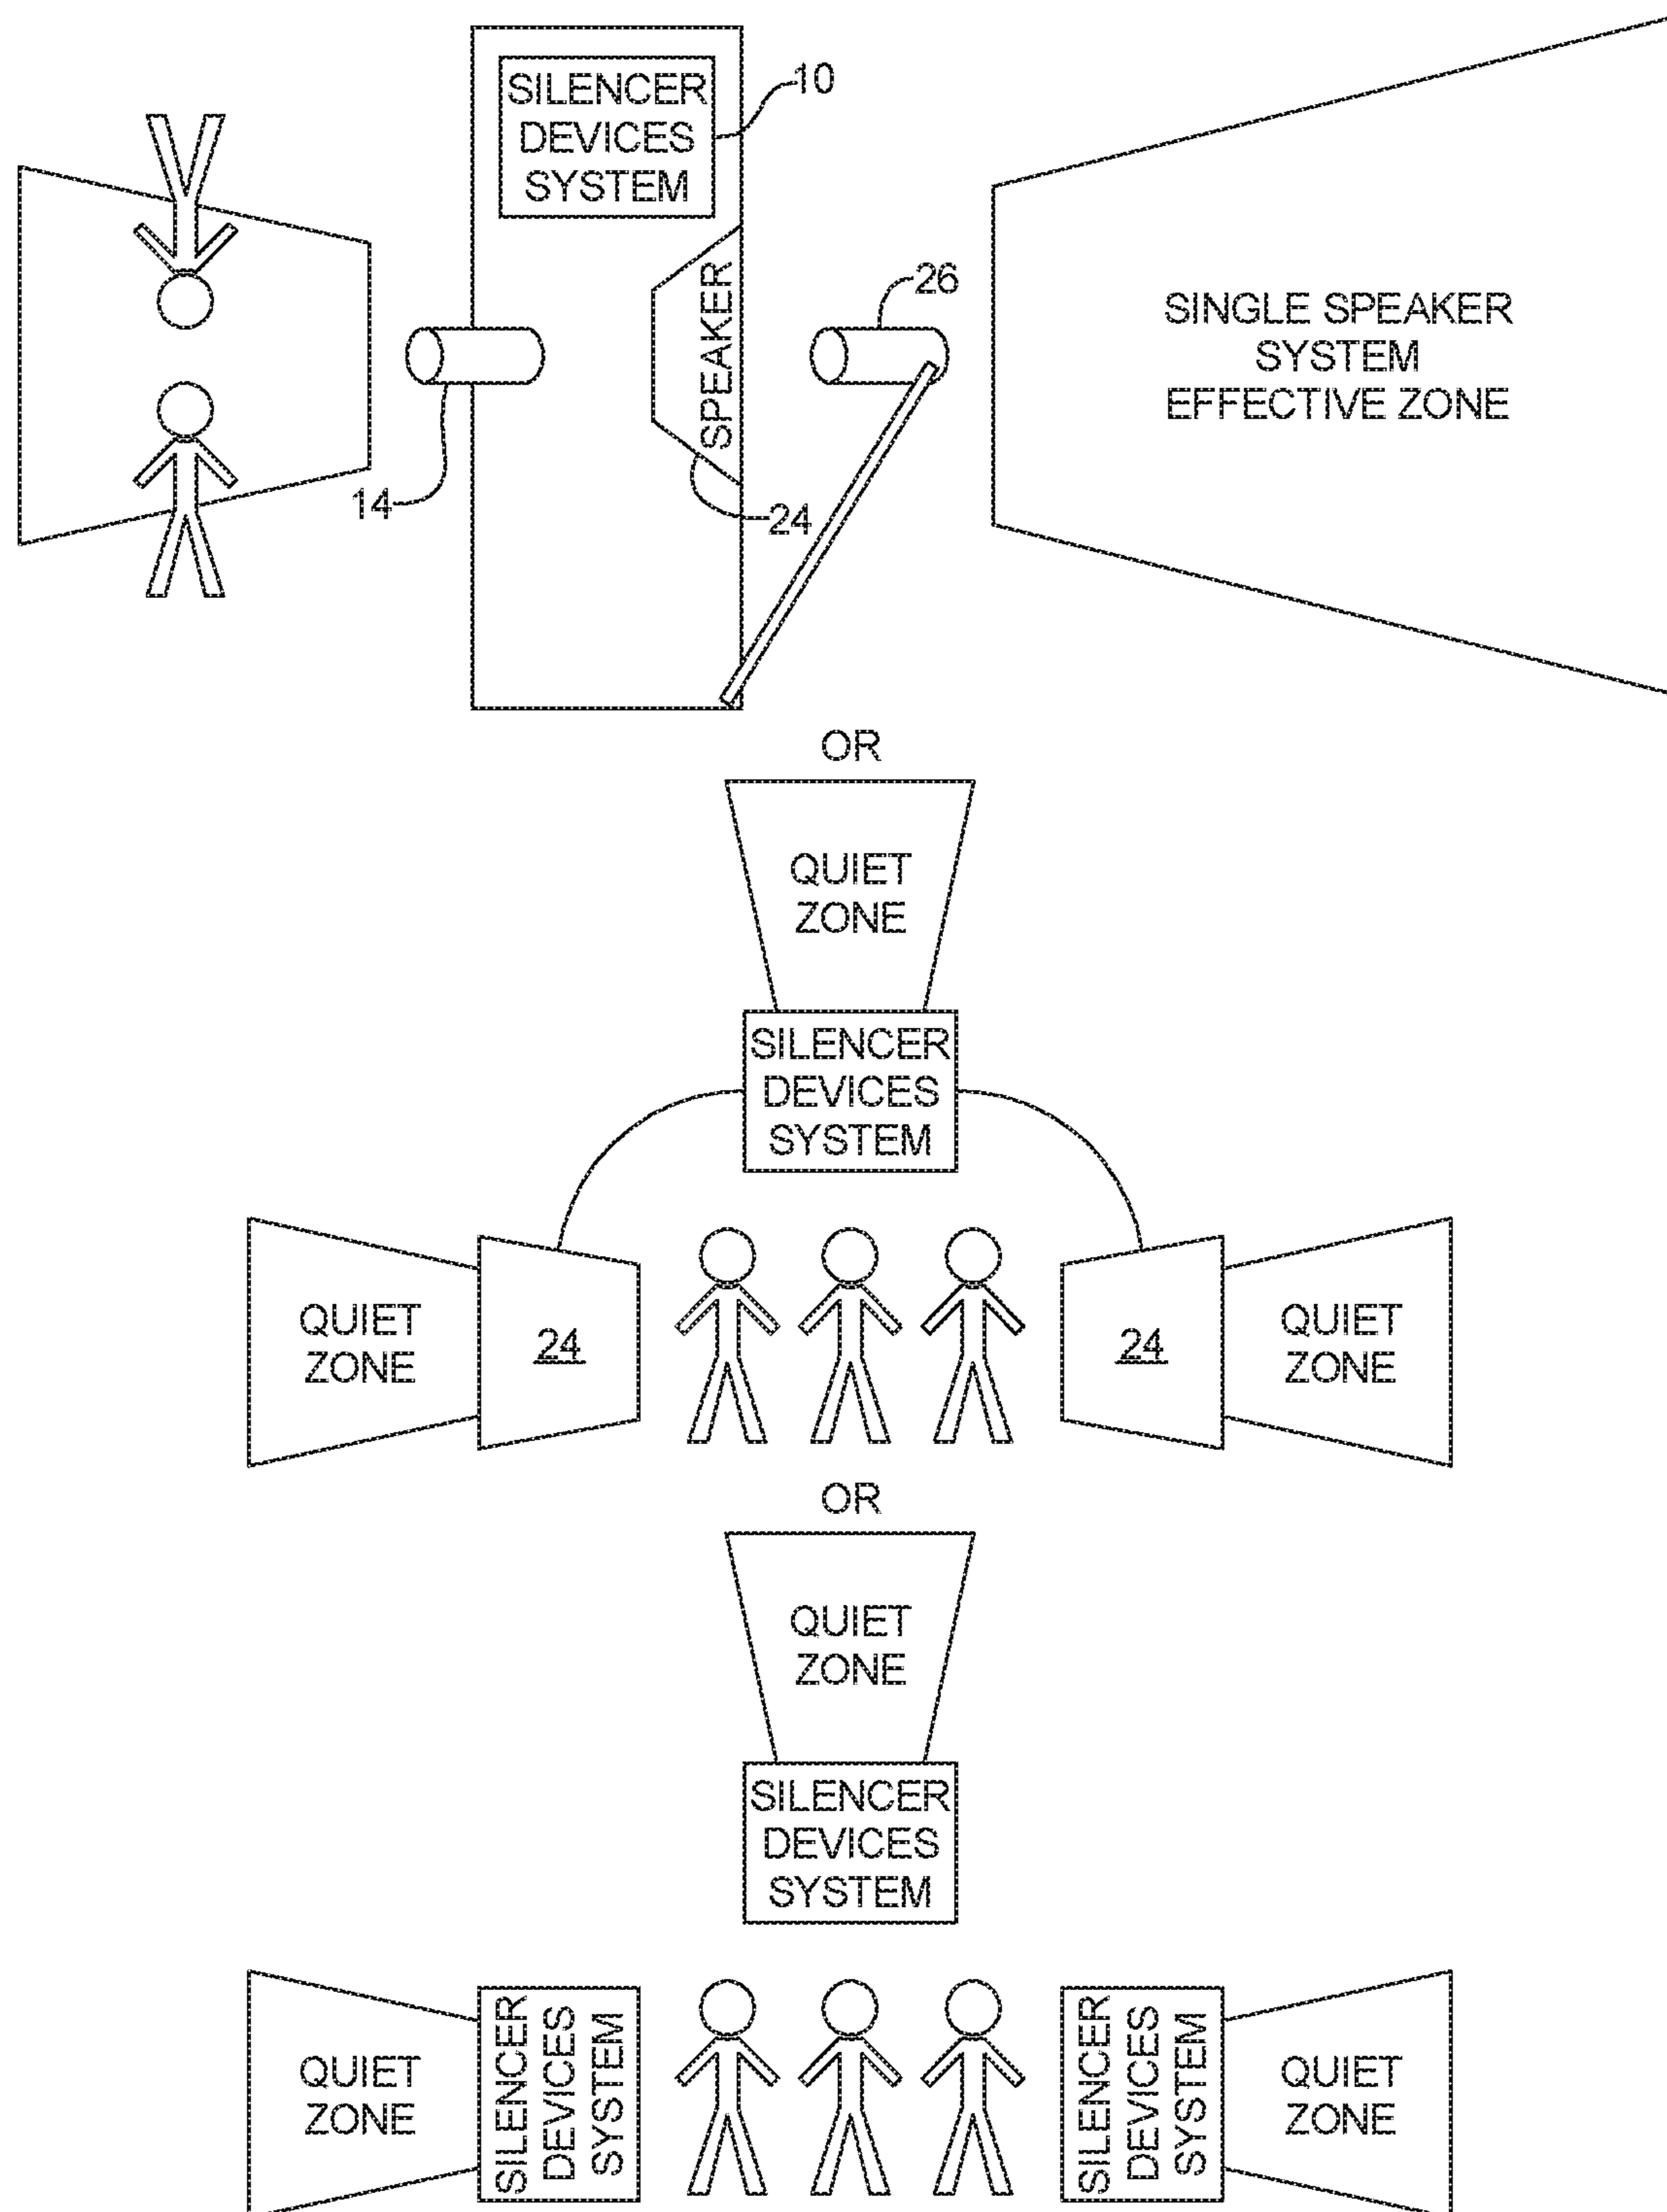 SILENCER
DEVICES
SYSTEM
10
SPEAKER
26
SINGLE SPEAKER
SYSTEM
EFFECTIVE ZONE
14
24
OR
QUIET
ZONE
SILENCER
DEVICES
SYSTEM
QUIET
ZONE
24
24
QUIET
ZONE
OR
QUIET
ZONE
SILENCER
DEVICES
SYSTEM
QUIET
ZONE
SILENCER
DEVICES
SYSTEM
SILENCER
DEVICES
SYSTEM
QUIET
ZONE